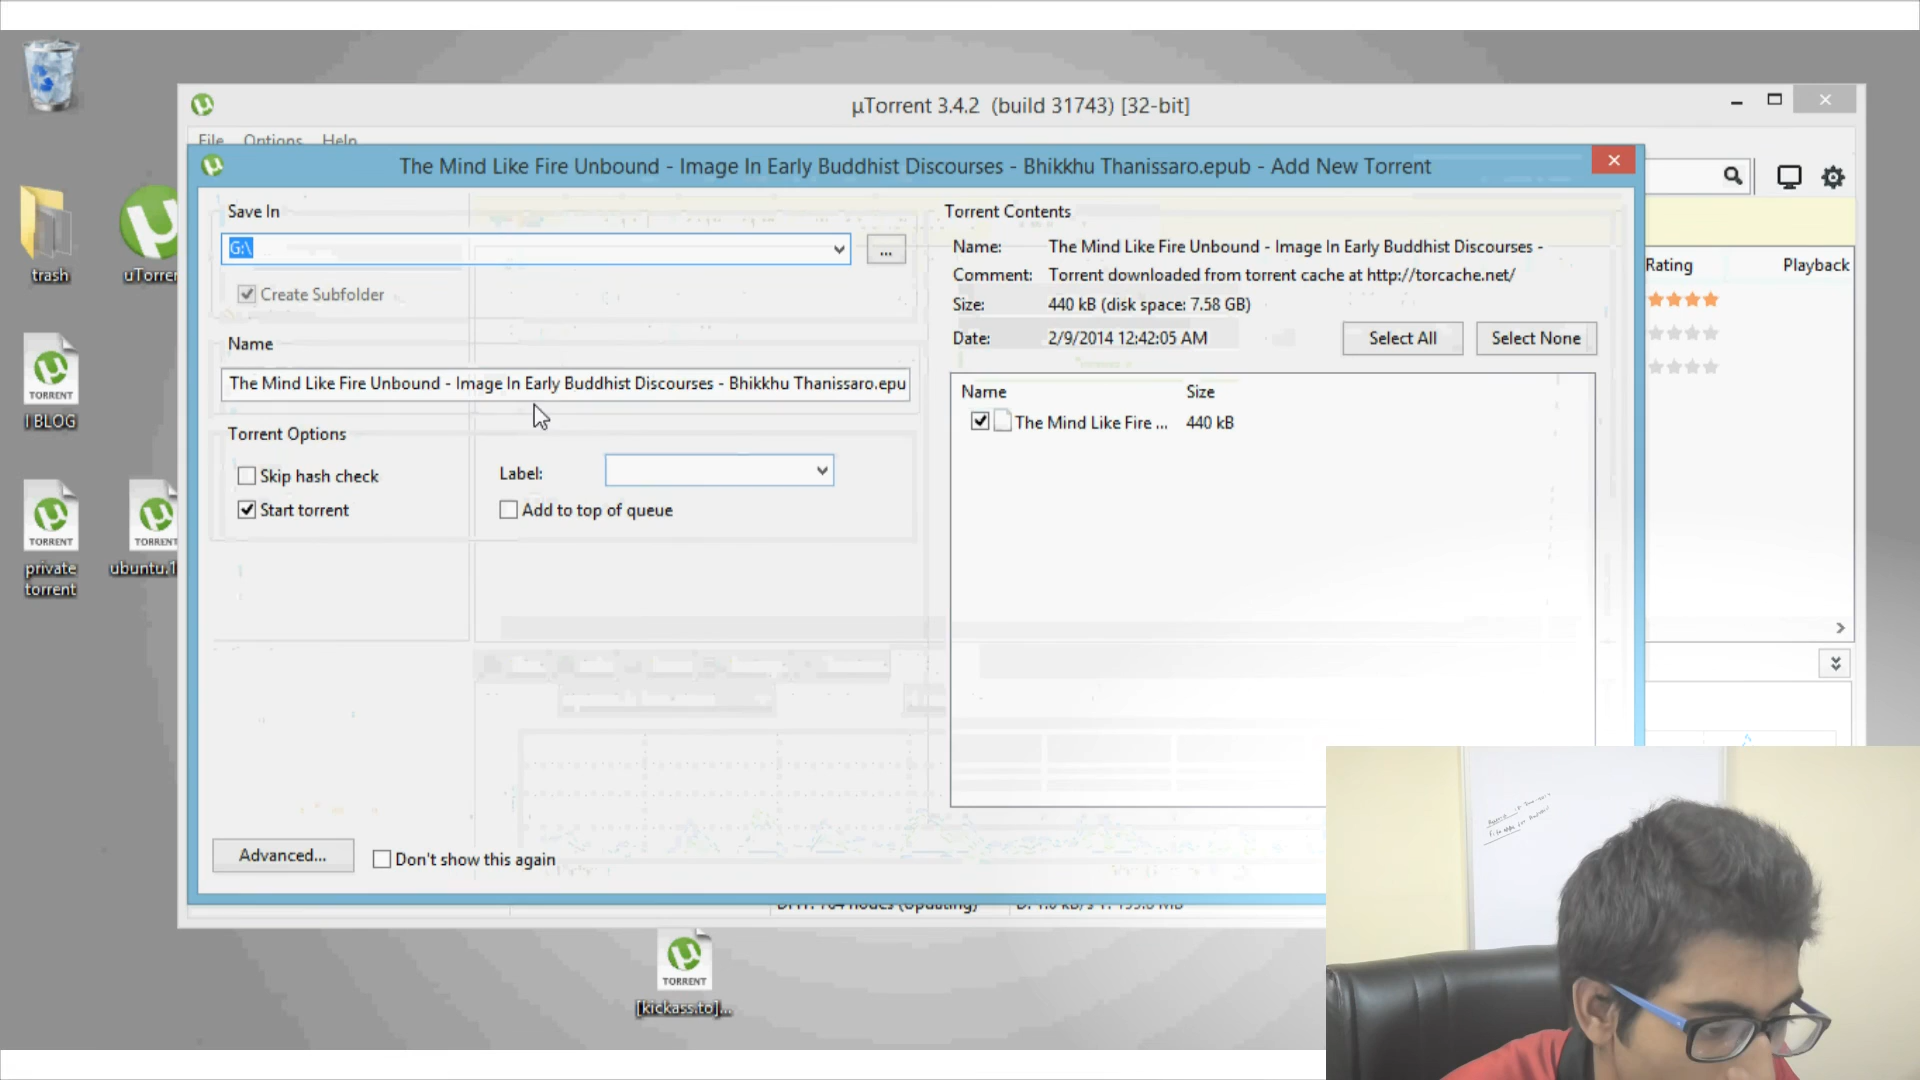 µTorrent 3.4.2 (build 31743) [32-bit]
File Options Help
The Mind Like Fire Unbound - Image In Early Buddhist Discourses - Bhikkhu Thanissaro.epub - Add New Torrent
Save In
G:\
...
Create Subfolder
Name
The Mind Like Fire Unbound - Image In Early Buddhist Discourses - Bhikkhu Thanissaro.epu
Torrent Options
Skip hash check
Start torrent
Label:
Add to top of queue
Advanced...
Don't show this again
Torrent Contents
Name: The Mind Like Fire Unbound - Image In Early Buddhist Discourses -
Comment: Torrent downloaded from torrent cache at http://torcache.net/
Size: 440 kB (disk space: 7.58 GB)
Date: 2/9/2014 12:42:05 AM
Select All
Select None
Name Size
The Mind Like Fire ... 440 kB
Rating Playback
trash
uTorren
TORRENT
I BLOG
TORRENT
private
torrent
TORRENT
ubuntu.1
TORRENT
[kickass.to]...